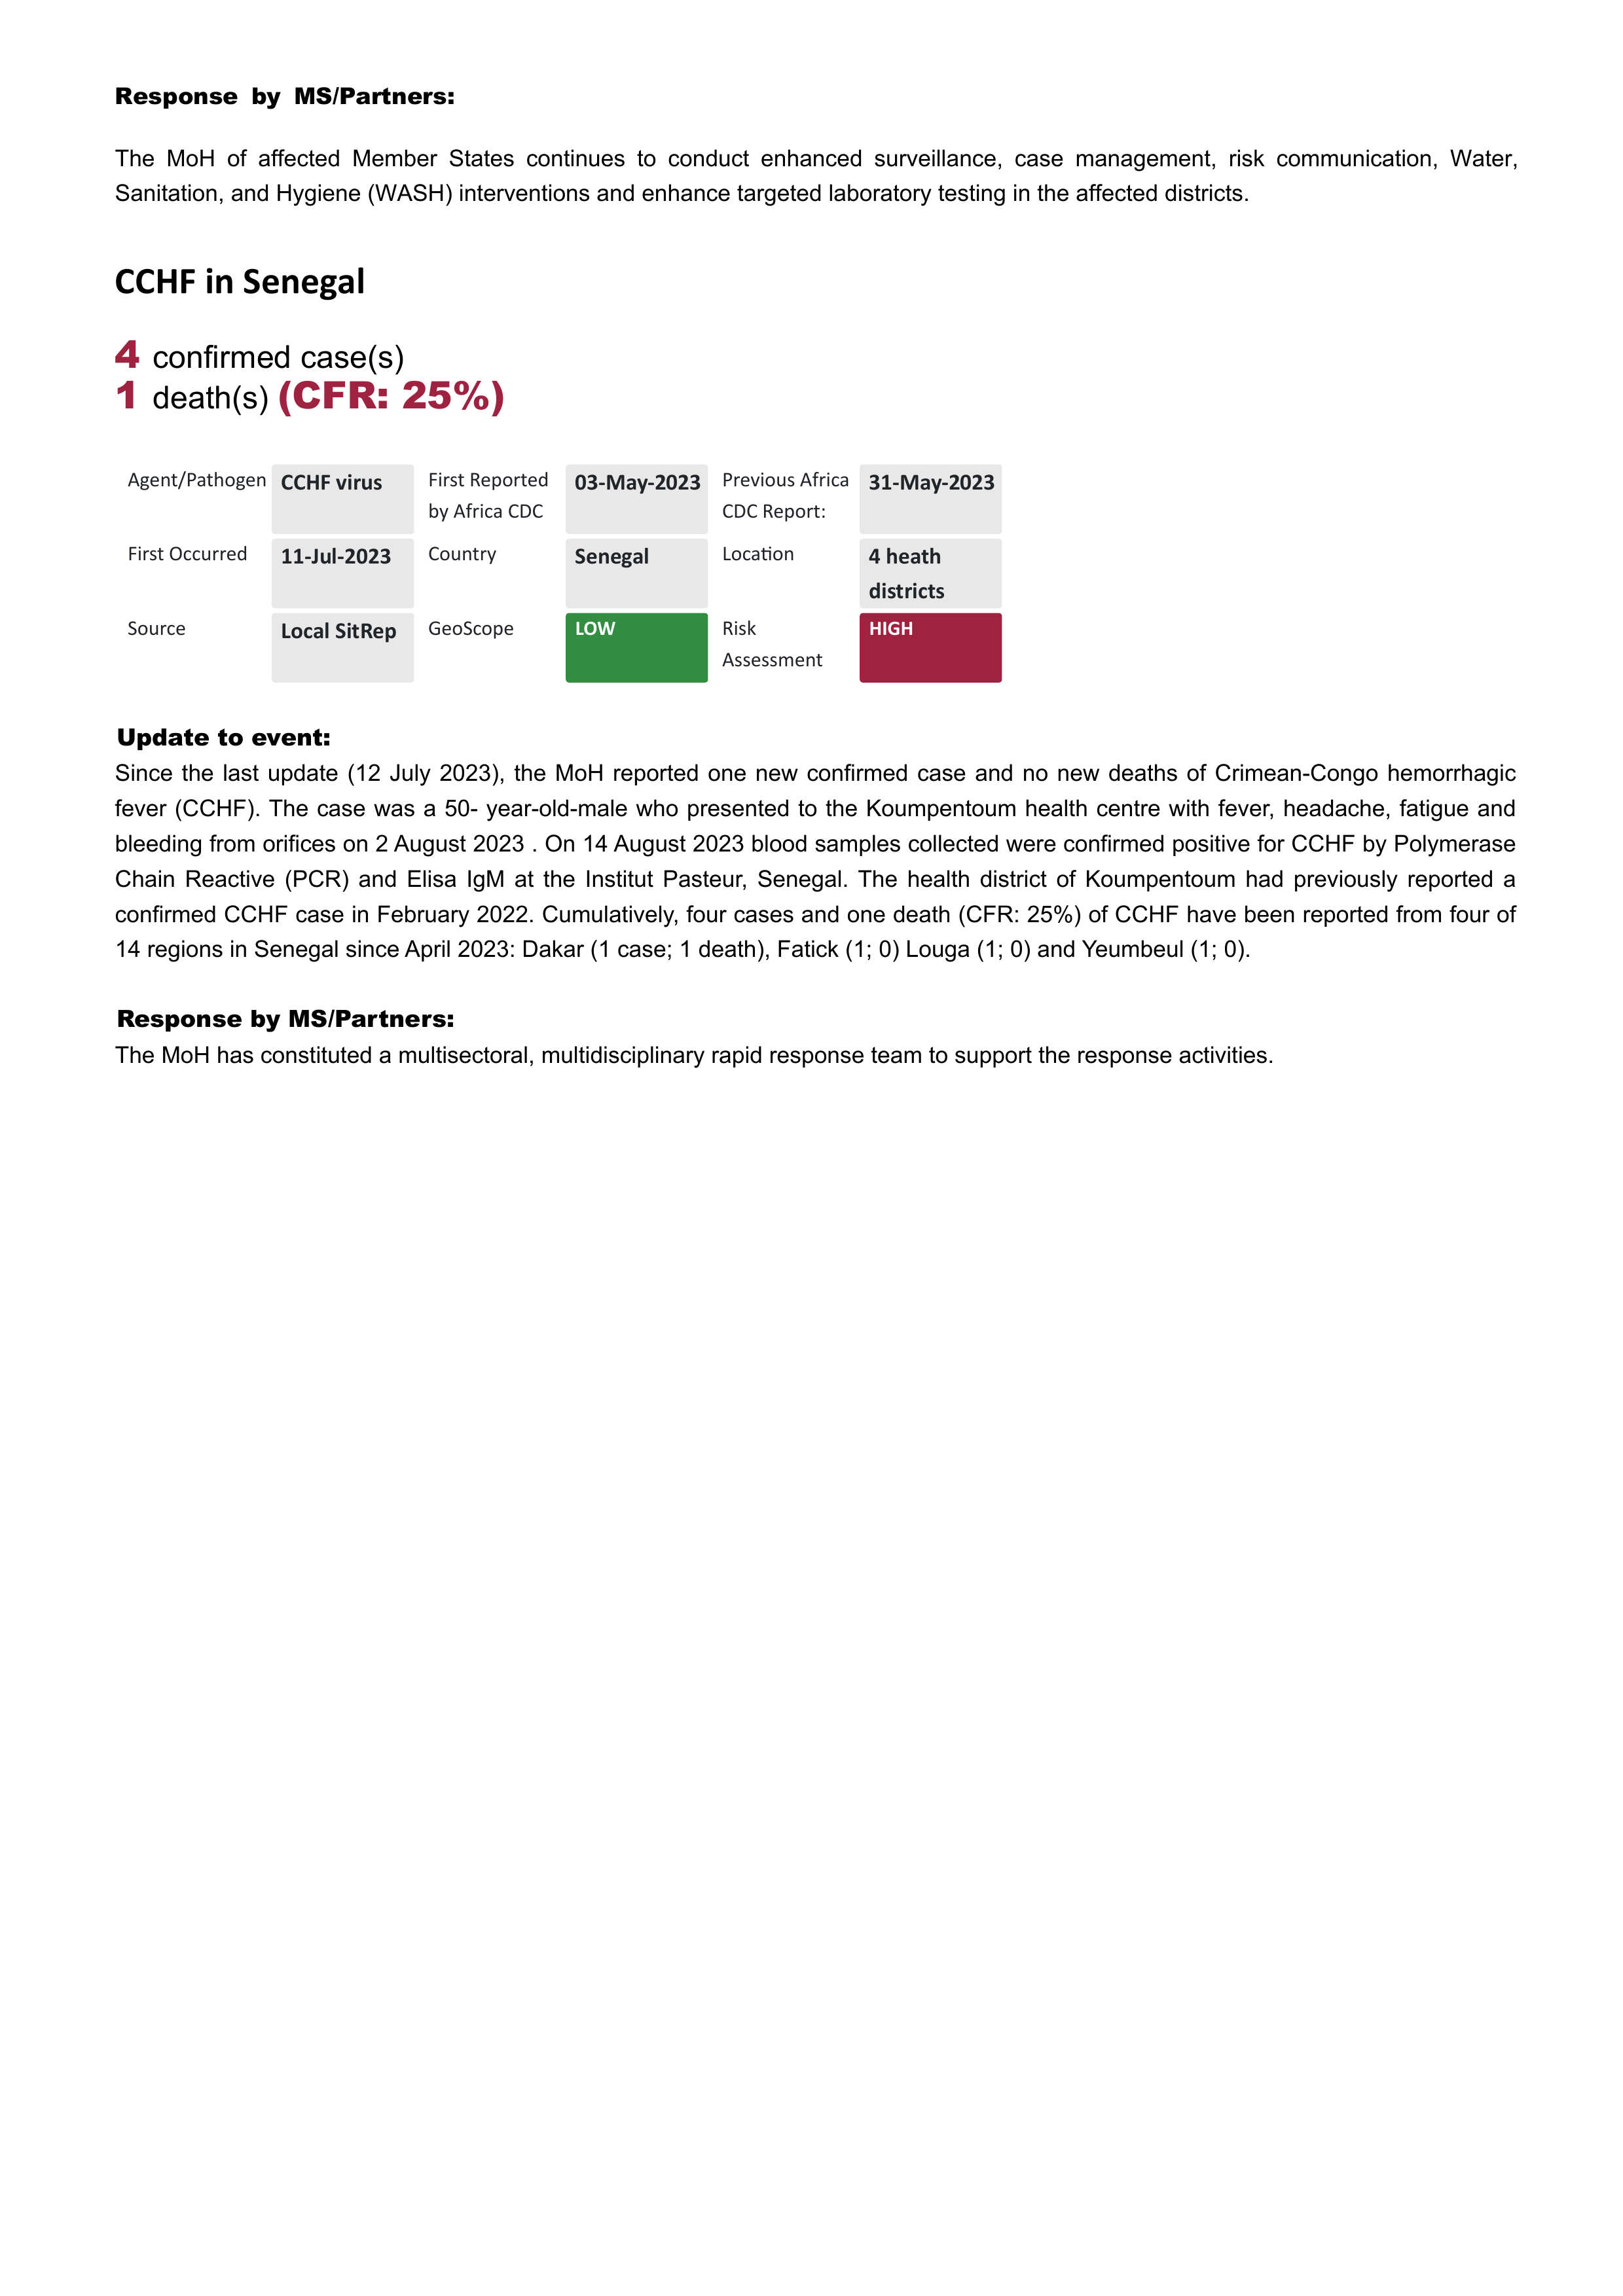 Response by MS/Partners:
The MoH of affected Member States continues to conduct enhanced surveillance, case management, risk communication, Water,
Sanitation, and Hygiene (WASH) interventions and enhance targeted laboratory testing in the affected districts.
CCHF in Senegal
4 confirmed case(s)
1 death(s) (CFR: 25%)
Agent/Pathogen CCHF virus First Reported 03-May-2023 Previous Africa 31-May-2023
by Africa CDC CDC Report:
First Occurred 11-Jul-2023 Country Senegal Location 4 heath
districts
Source Local SitRep GeoScope LOW Risk HIGH
Assessment
Update to event:
Since the last update (12 July 2023), the MoH reported one new confirmed case and no new deaths of Crimean-Congo hemorrhagic
fever (CCHF). The case was a 50- year-old-male who presented to the Koumpentoum health centre with fever, headache, fatigue and
bleeding from orifices on 2 August 2023 . On 14 August 2023 blood samples collected were confirmed positive for CCHF by Polymerase
Chain Reactive (PCR) and Elisa IgM at the Institut Pasteur, Senegal. The health district of Koumpentoum had previously reported a
confirmed CCHF case in February 2022. Cumulatively, four cases and one death (CFR: 25%) of CCHF have been reported from four of
14 regions in Senegal since April 2023: Dakar (1 case; 1 death), Fatick (1; 0) Louga (1; 0) and Yeumbeul (1; 0).
Response by MS/Partners:
The MoH has constituted a multisectoral, multidisciplinary rapid response team to support the response activities.